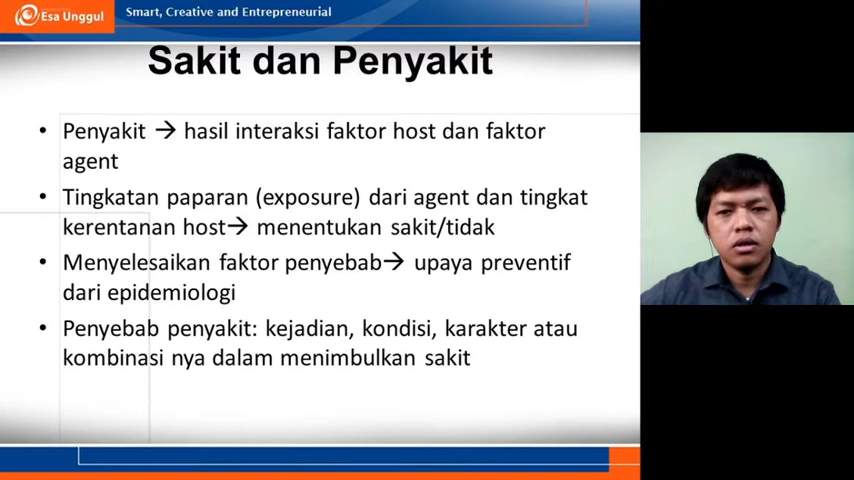 Esa Unggul
Smart, Creative and Entrepreneurial
Sakit dan Penyakit
• Penyakit → hasil interaksi faktor host dan faktor
agent
• Tingkatan paparan (exposure) dari agent dan tingkat
kerentanan host→ menentukan sakit/tidak
• Menyelesaikan faktor penyebab→ upaya preventif
dari epidemiologi
• Penyebab penyakit: kejadian, kondisi, karakter atau
kombinasi nya dalam menimbulkan sakit